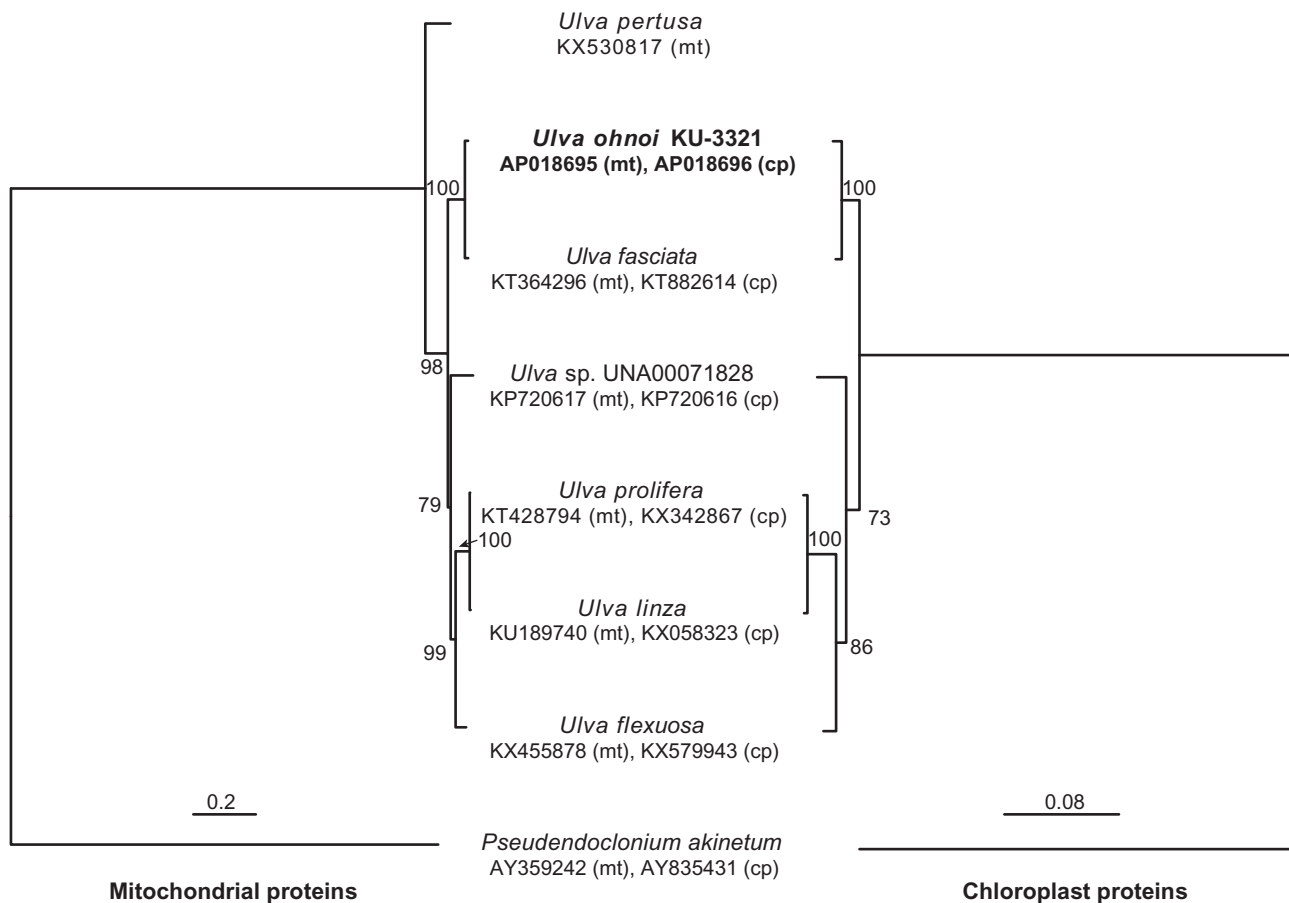 Ulva pertusa
KX530817 (mt)
Ulva ohnoi KU-3321
AP018695 (mt), AP018696 (cp)
100
100
Ulva fasciata
KT364296 (mt), KT882614 (cp)
98
Ulva sp. UNA00071828
KP720617 (mt), KP720616 (cp)
79
Ulva prolifera
KT428794 (mt), KX342867 (cp)
73
100
100
Ulva linza
KU189740 (mt), KX058323 (cp)
99
86
Ulva flexuosa
KX455878 (mt), KX579943 (cp)
0.2
0.08
Pseudendoclonium akinetum
AY359242 (mt), AY835431 (cp)
Mitochondrial proteins
Chloroplast proteins